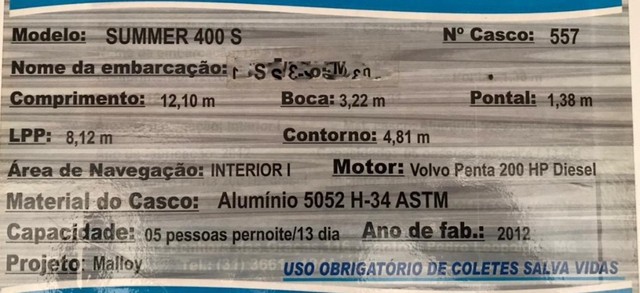 Modelo: SUMMER 400 S Nº Casco: 557
Nome da embarcação:
Comprimento: 12,10 m Boca: 3,22 m Pontal: 1,38 m
LPP: 8,12 m Contorno: 4,81 m
Área de Navegação: INTERIOR I Motor: Volvo Penta 200 HP Diesel
Material do Casco: Alumínio 5052 H-34 ASTM
Capacidade: 05 pessoas pernoite/13 dia Ano de fab.: 2012
Projeto: Malloy
USO OBRIGATÓRIO DE COLETES SALVA VIDAS